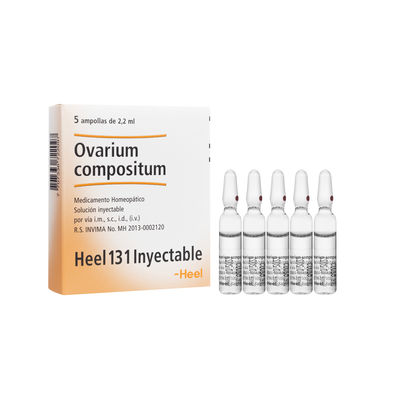 5 ampollas de 2,2 ml
Ovarium
compositum
Medicamento Homeopático
Solución inyectable
por vía i.m., s.c., i.d., (i.v.)
R.S. INVIMA No. MH 2013-0002120
Heel 131 Inyectable
-Heel